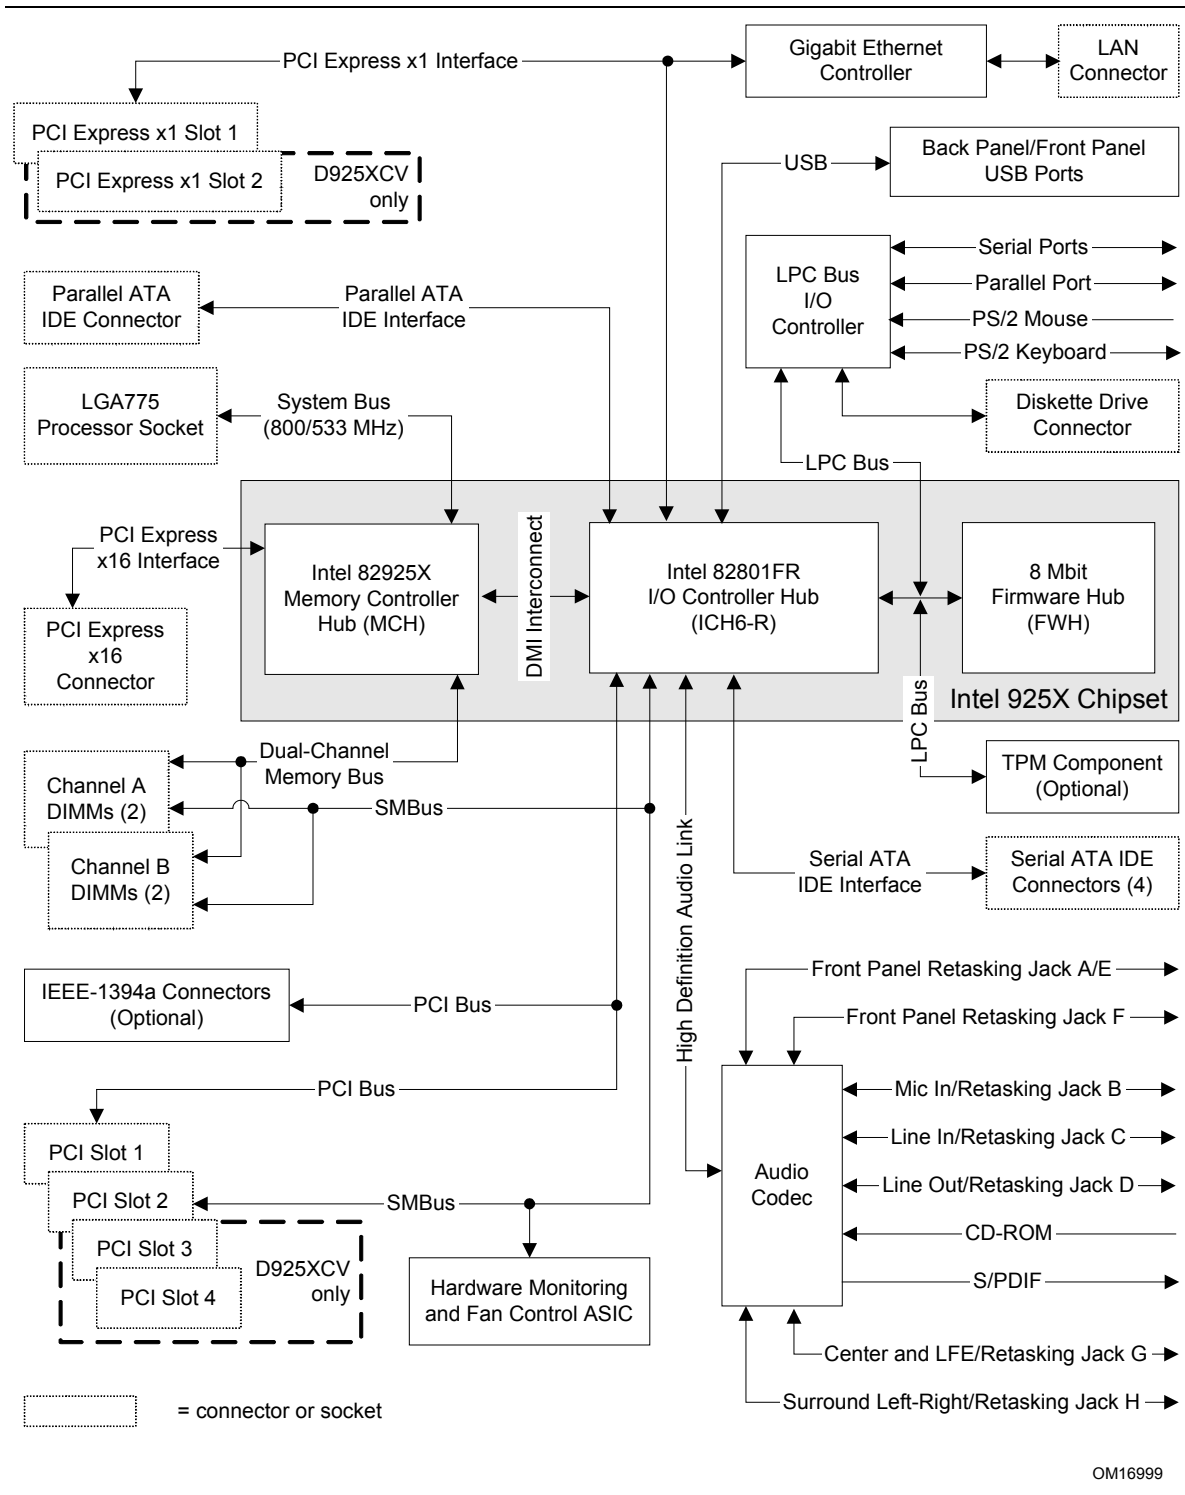 PCI Express x1 Interface
Gigabit Ethernet
Controller
LAN
Connector
PCI Express x1 Slot 1
PCI Express x1 Slot 2
D925XCV
only
USB
Back Panel/Front Panel
USB Ports
LPC Bus
I/O
Controller
Serial Ports
Parallel Port
PS/2 Mouse
PS/2 Keyboard
Parallel ATA
IDE Connector
Parallel ATA
IDE Interface
LGA775
Processor Socket
System Bus
(800/533 MHz)
Diskette Drive
Connector
LPC Bus
PCI Express
x16 Interface
PCI Express
x16
Connector
Intel 82925X
Memory Controller
Hub (MCH)
DMI Interconnect
Intel 82801FR
I/O Controller Hub
(ICH6-R)
8 Mbit
Firmware Hub
(FWH)
LPC Bus
Intel 925X Chipset
Dual-Channel
Memory Bus
Channel A
DIMMs (2)
SMBus
Channel B
DIMMs (2)
TPM Component
(Optional)
High Definition Audio Link
Serial ATA
IDE Interface
Serial ATA IDE
Connectors (4)
IEEE-1394a Connectors
(Optional)
PCI Bus
Front Panel Retasking Jack A/E
Front Panel Retasking Jack F
PCI Bus
PCI Slot 1
PCI Slot 2
PCI Slot 3
PCI Slot 4
D925XCV
only
SMBus
Hardware Monitoring
and Fan Control ASIC
Audio
Codec
Mic In/Retasking Jack B
Line In/Retasking Jack C
Line Out/Retasking Jack D
CD-ROM
S/PDIF
Center and LFE/Retasking Jack G
Surround Left-Right/Retasking Jack H
= connector or socket
OM16999